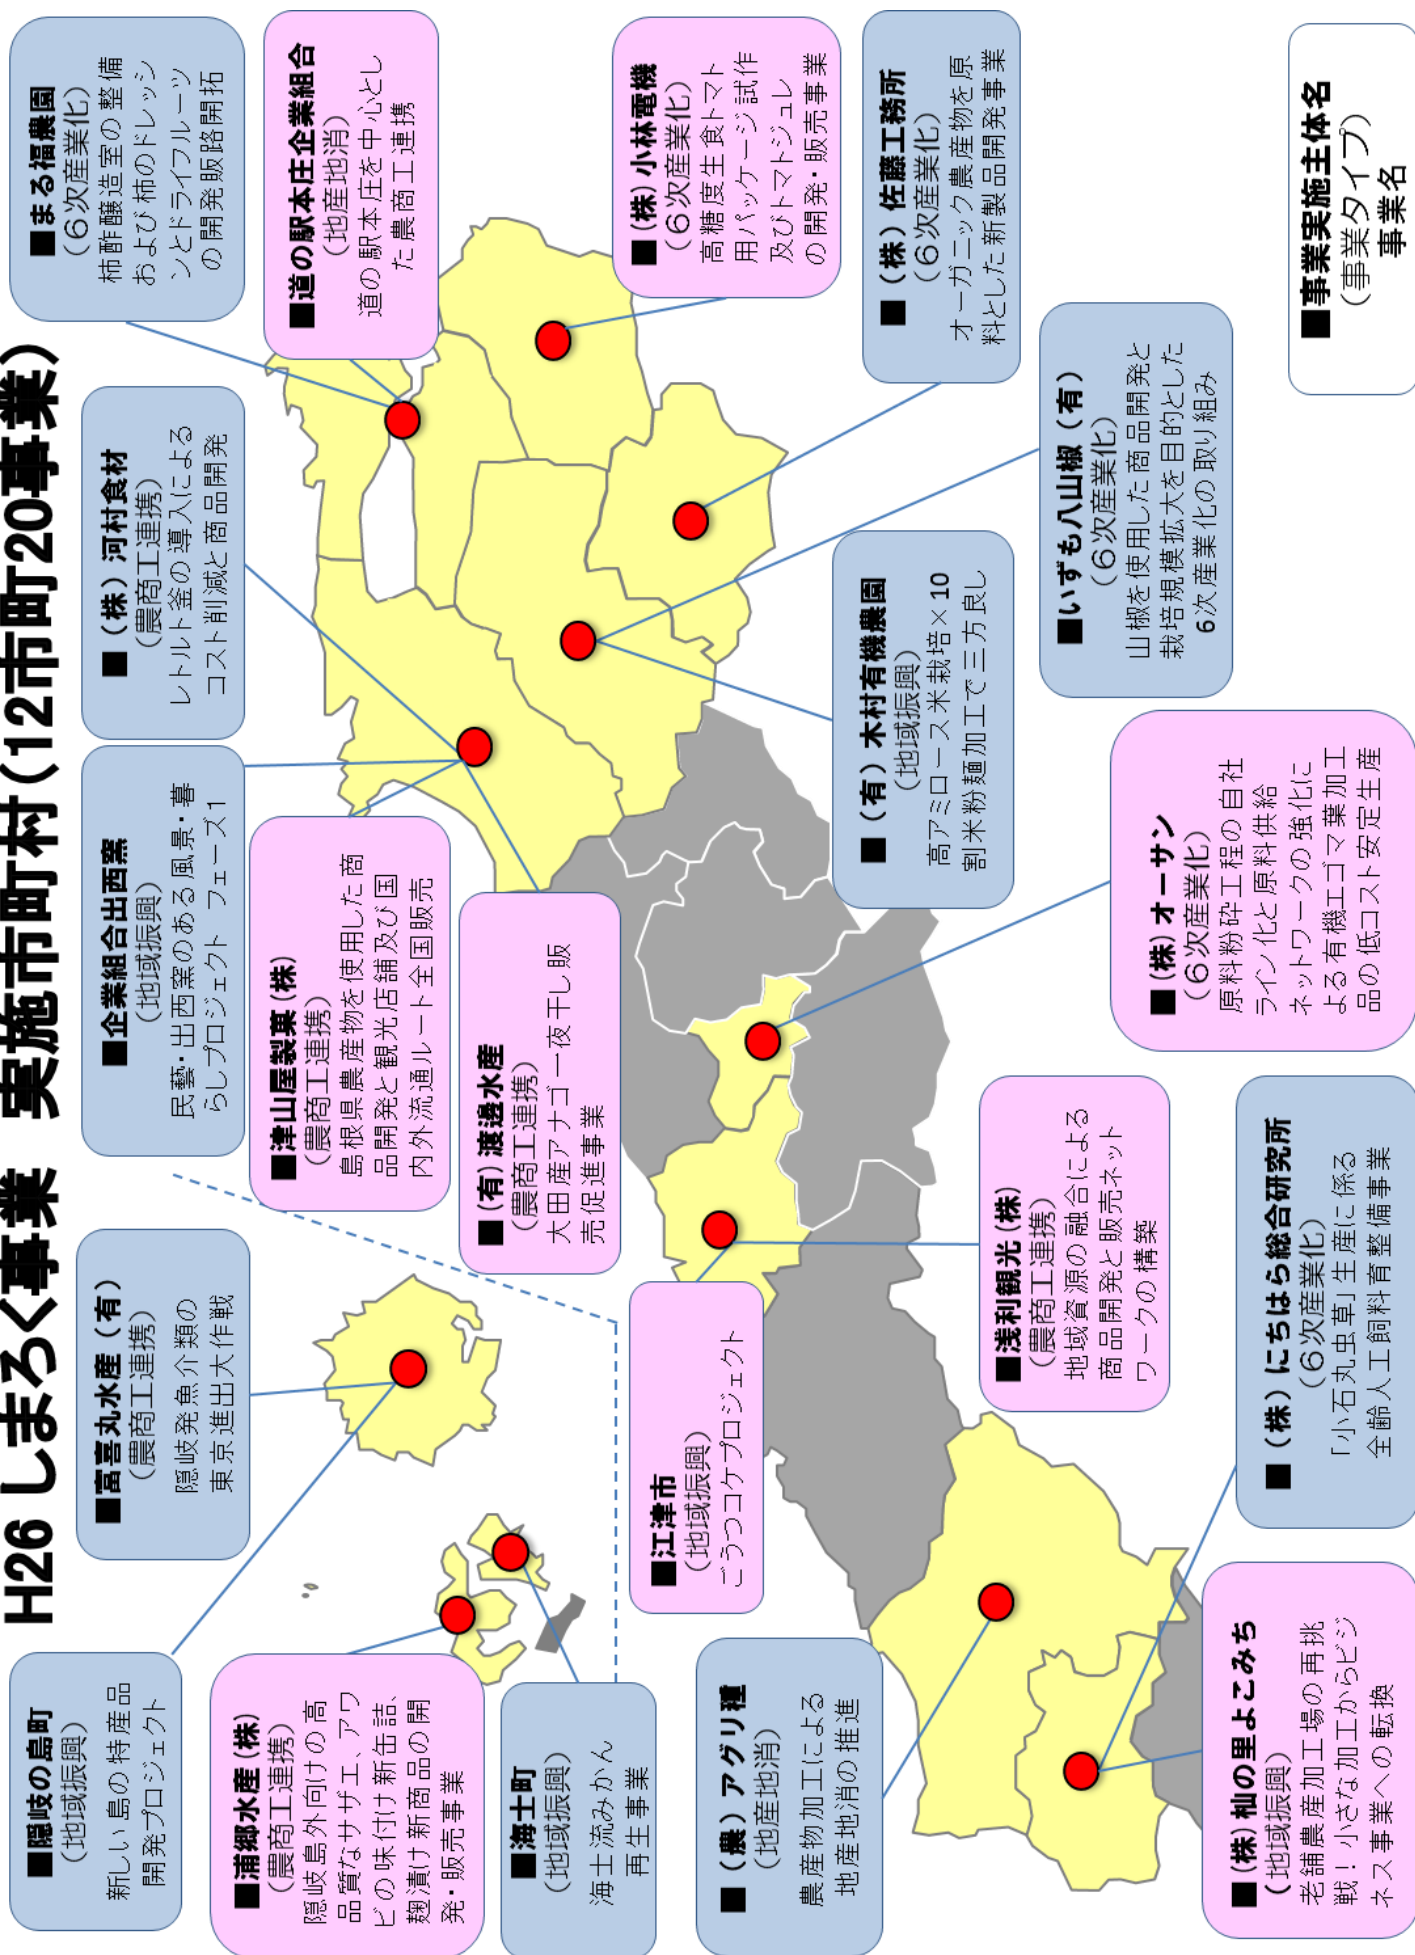 H26 しまろく事業　実施市町村（12市町20事業）
■隠岐の島町
（地域振興）
新しい島の特産品
開発プロジェクト
■富喜丸水産（有）
（農商工連携）
隠岐発魚介類の
東京進出大作戦
■企業組合出西窯
（地域振興）
民藝・出西窯のある風景・暮
らしプロジェクト フェーズ1
■（株）河村食材
（農商工連携）
レトルト釜の導入による
コスト削減と商品開発
■まる福農園
（６次産業化）
柿酢醸造室の整備
および柿のドレッシ
ンとドライフルーツ
の開発販路開拓
■浦郷水産（株）
（農商工連携）
隠岐島外向けの高
品質なサザエ、アワ
ビの味付け新缶詰、
麹漬け新商品の開
発・販売事業
■津山屋製菓（株）
（農商工連携）
島根県農産物を使用した商
品開発と観光店舗及び国
内外流通ルート全国販売
■道の駅本庄企業組合
（地産地消）
道の駅本庄を中心とし
た農商工連携
■海士町
（地域振興）
海士流みかん
再生事業
■（有）渡邊水産
（農商工連携）
大田産アナゴ一夜干し販
売促進事業
■江津市
（地域振興）
ごうつコケプロジェクト
■（株）小林電機
（６次産業化）
高糖度生食トマト
用パッケージ試作
及びトマトジュレ
の開発・販売事業
■（農）アグリ種
（地産地消）
農産物加工による
地産地消の推進
■（有）木村有機農園
（地域振興）
高アミロース米栽培×10
割米粉麺加工で三方良し
■（株）佐藤工務所
（６次産業化）
オーガニック農産物を原
料とした新製品開発事業
■浅利観光（株）
（農商工連携）
地域資源の融合による
商品開発と販売ネット
ワークの構築
■いずも八山椒（有）
（６次産業化）
山椒を使用した商品開発と
栽培規模拡大を目的とした
6次産業化の取り組み
■（株）オーサン
（６次産業化）
原料粉砕工程の自社
ライン化と原料供給
ネットワークの強化に
よる有機エゴマ葉加工
品の低コスト安定生産
■（株）杣の里よこみち
（地域振興）
老舗農産加工場の再挑
戦！小さな加工からビジ
ネス事業への転換
■（株）にちはら総合研究所
（６次産業化）
「小石丸虫草」生産に係る
全齢人工飼料育整備事業
■事業実施主体名
（事業タイプ）
事業名